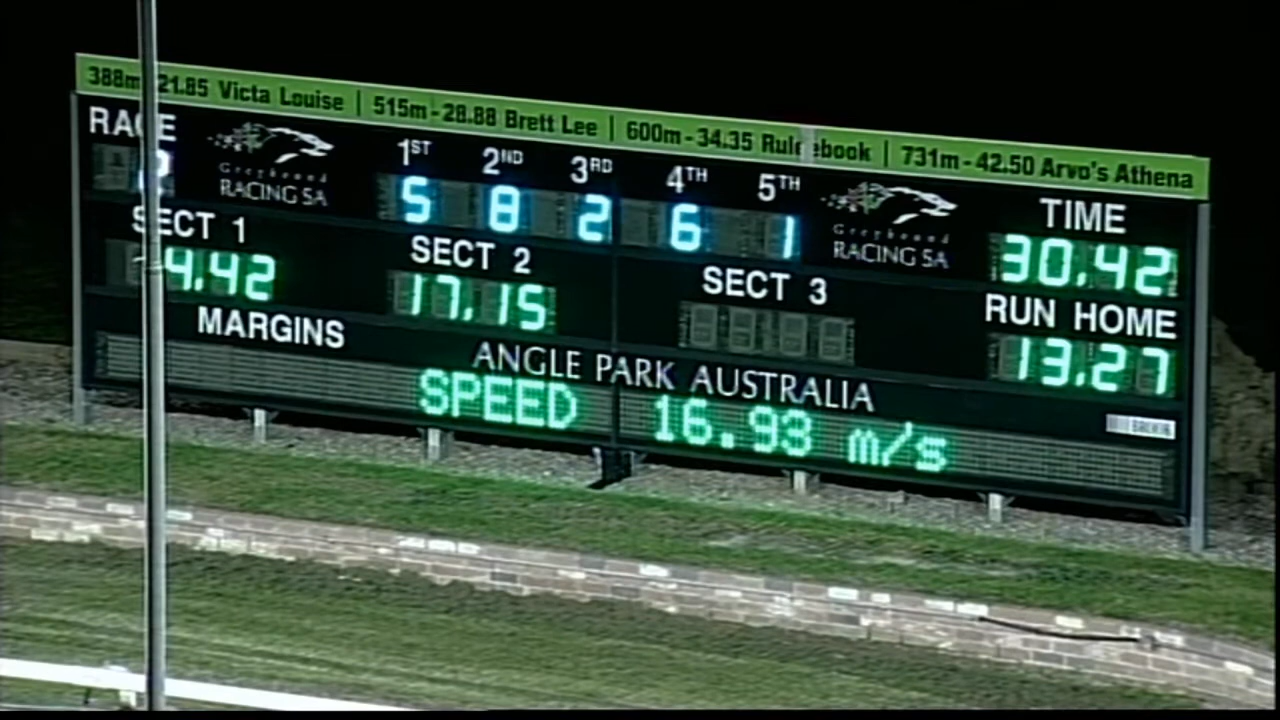 388m-21.85 Victa Louise | 515m-28.88 Brett Lee | 600m-34.35 Rulebook | 731m-42.50 Arvo's Athena
RACE
Greyhound
RACING SA
1ST 2ND 3RD 4TH 5TH
5 8 2 6 1
Greyhound
RACING SA
TIME
30.42
SECT 1
4.42
SECT 2
17.15
SECT 3
RUN HOME
13.27
MARGINS
ANGLE PARK AUSTRALIA
SPEED 16.93 m/s